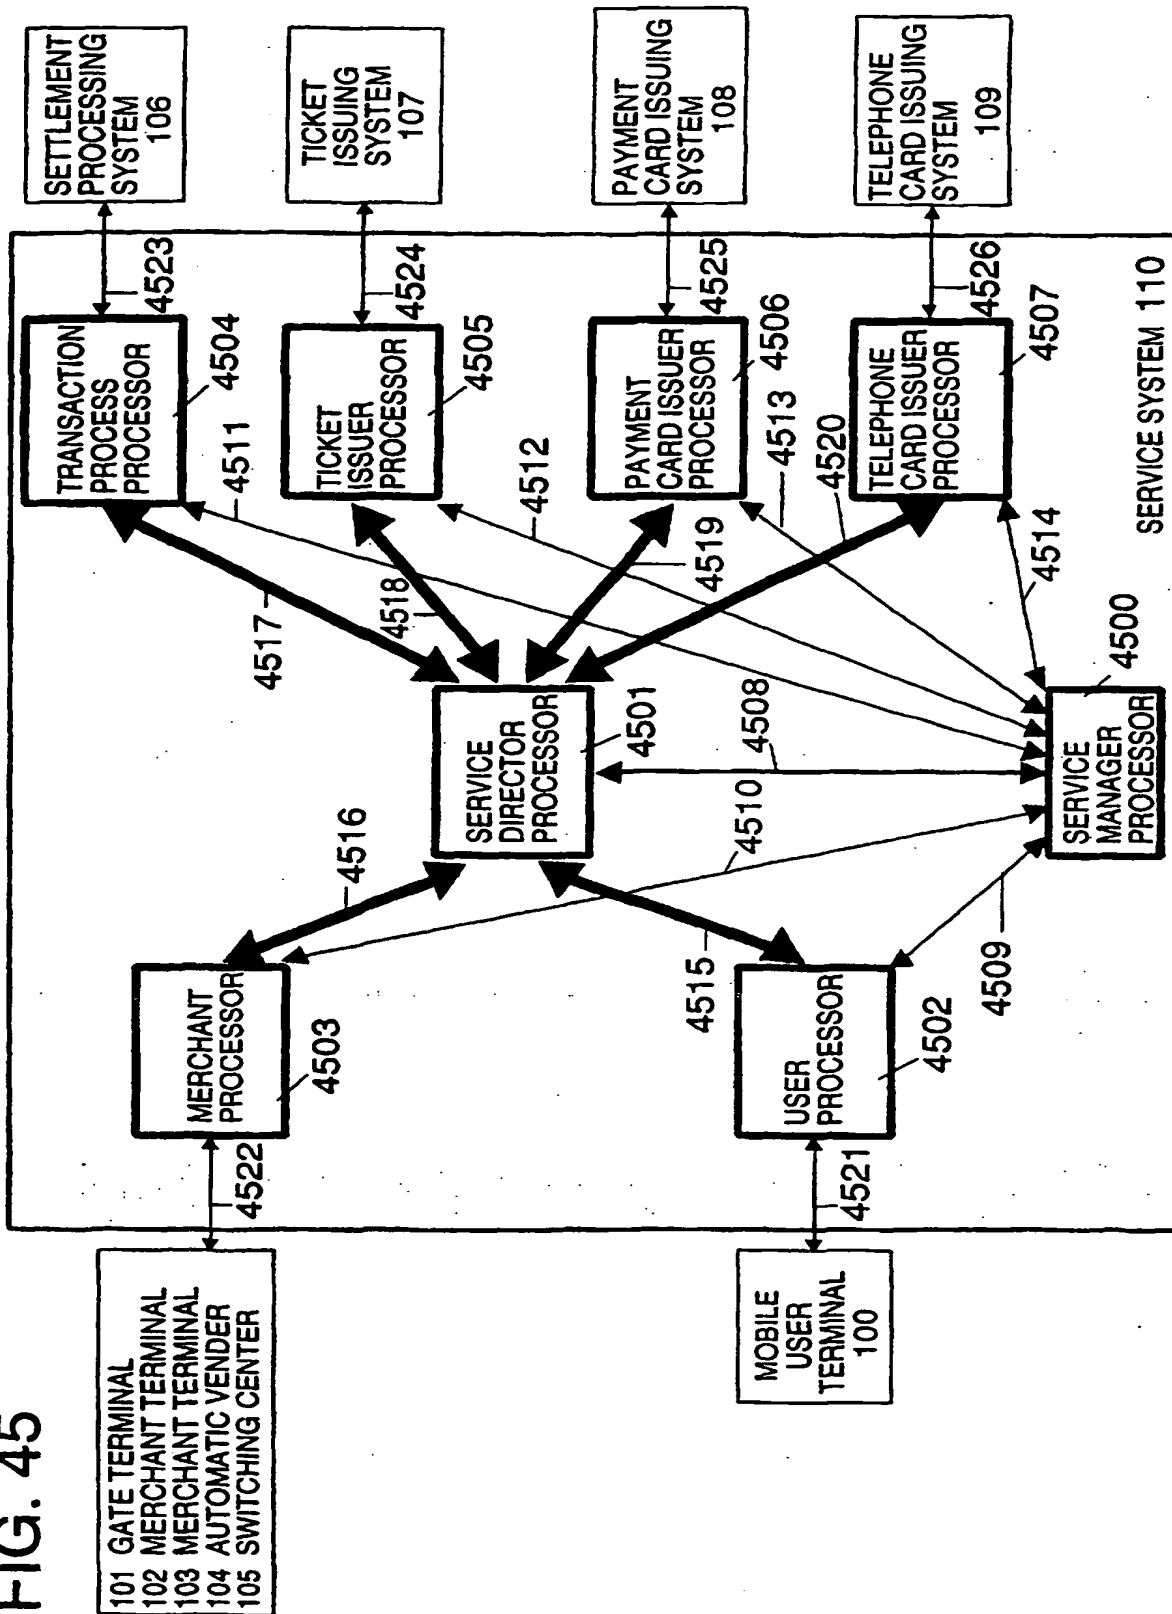 FIG. 45
101 GATE TERMINAL
102 MERCHANT TERMINAL
103 MERCHANT TERMINAL
104 AUTOMATIC VENDER
105 SWITCHING CENTER
4522
MERCHANT
PROCESSOR
4503
4516
MOBILE
USER
TERMINAL
100
4521
USER
PROCESSOR
4502
4515
4509
4510
SERVICE
DIRECTOR
PROCESSOR
4501
4508
SERVICE
MANAGER
PROCESSOR
4500
4517
4518
4519
4520
4511
4512
4513
4514
TRANSACTION
PROCESS
PROCESSOR
4504
TICKET
ISSUER
PROCESSOR
4505
PAYMENT
CARD ISSUER
PROCESSOR
4506
TELEPHONE
CARD ISSUER
PROCESSOR
4507
4523
4524
4525
4526
SERVICE SYSTEM 110
SETTLEMENT
PROCESSING
SYSTEM
106
TICKET
ISSUING
SYSTEM
107
PAYMENT
CARD ISSUING
SYSTEM
108
TELEPHONE
CARD ISSUING
SYSTEM
109